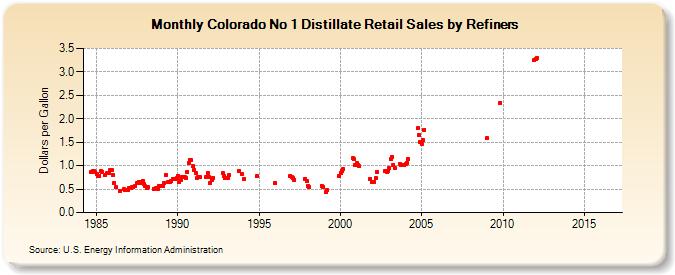 Monthly Colorado No 1 Distillate Retail Sales by Refiners
Dollars per Gallon
3.5
3.0
2.5
2.0
1.5
1.0
0.5
0.0
1985 1990 1995 2000 2005 2010 2015
Source: U.S. Energy Information Administration